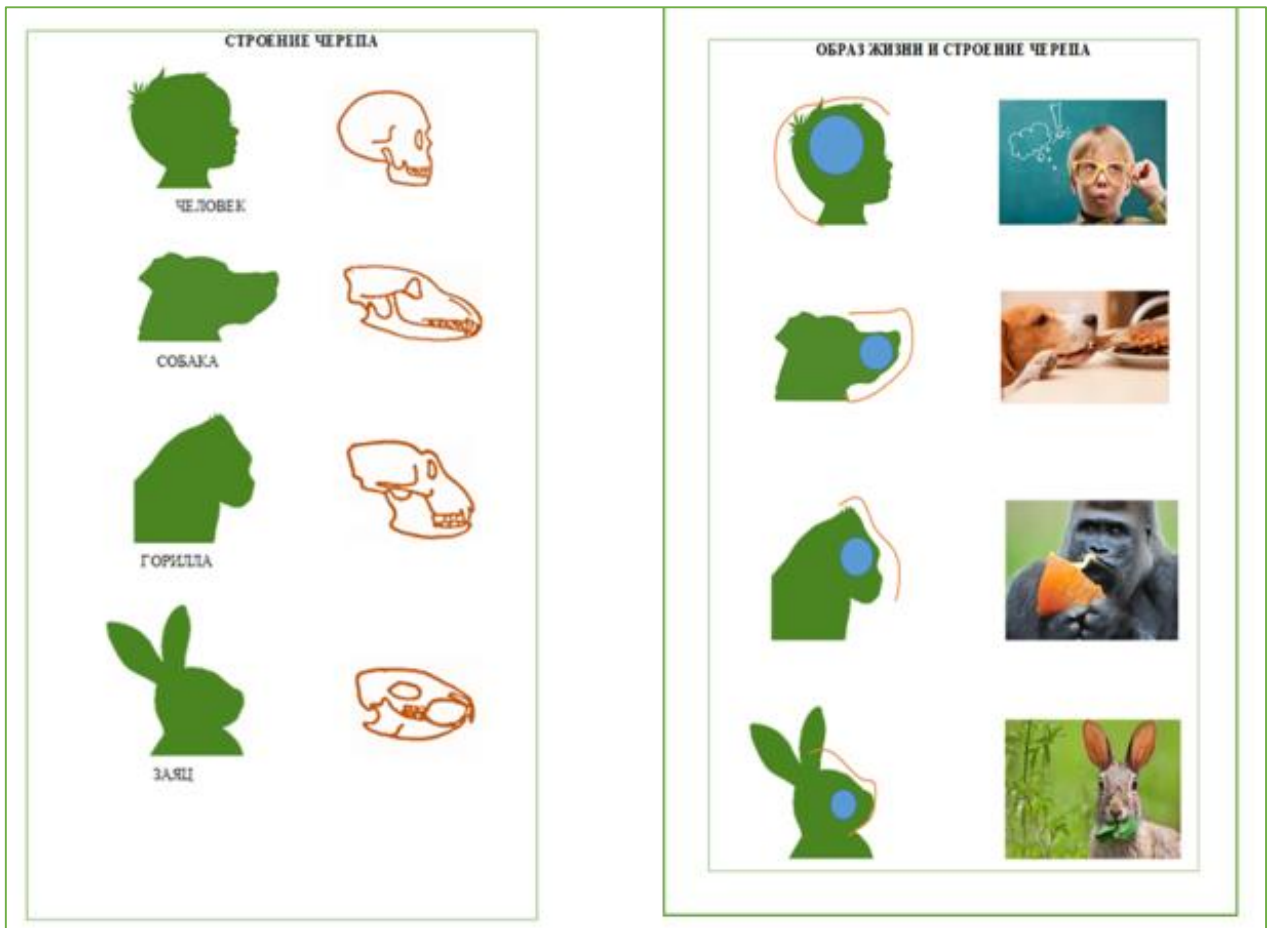 СТРОЕНИЕ ЧЕРЕПА
ЧЕЛОВЕК
СОБАКА
ГОРИЛЛА
ЗАЯЦ
ОБРАЗ ЖИЗНИ И СТРОЕНИЕ ЧЕРЕПА